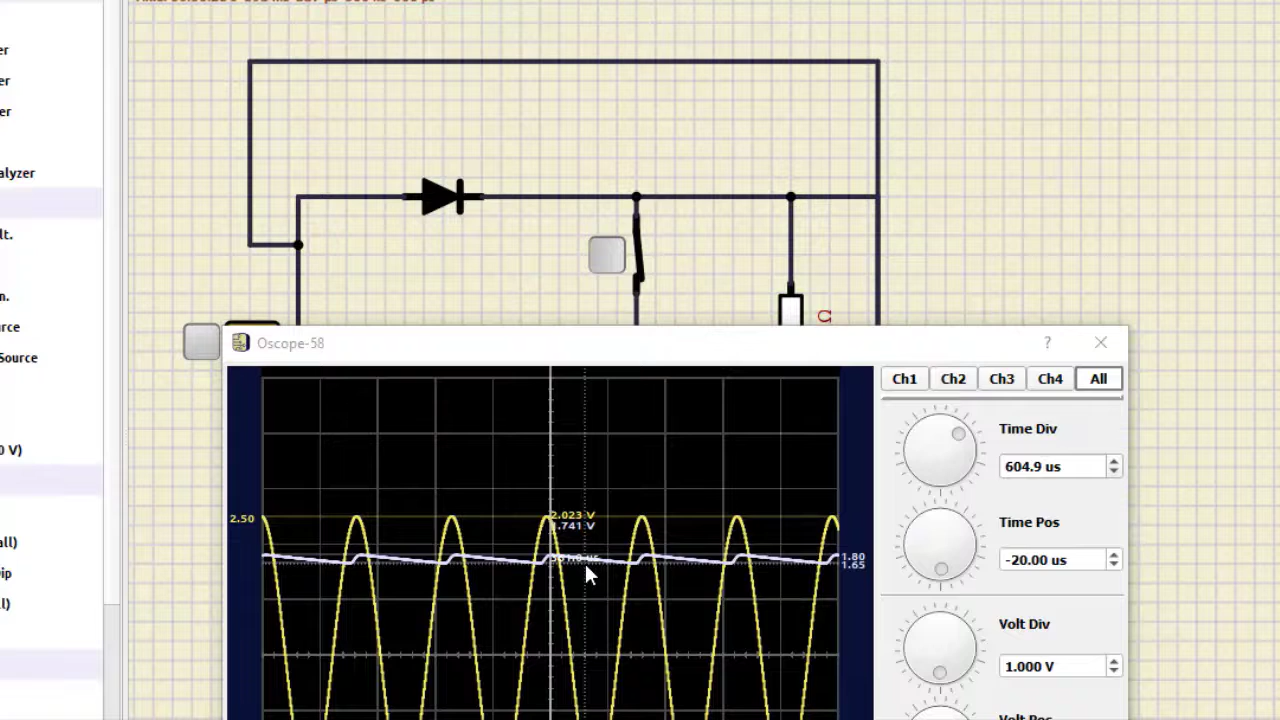 er
er
er
alyzer
lt.
n.
rce
Source
0 V)
all)
ip
l)
Ω
Oscope-58
?
Ch1 Ch2 Ch3 Ch4 All
Time Div
604.9 us
Time Pos
-20.00 us
Volt Div
1.000 V
2.50
2.023 V
1.741 V
1.80
1.65